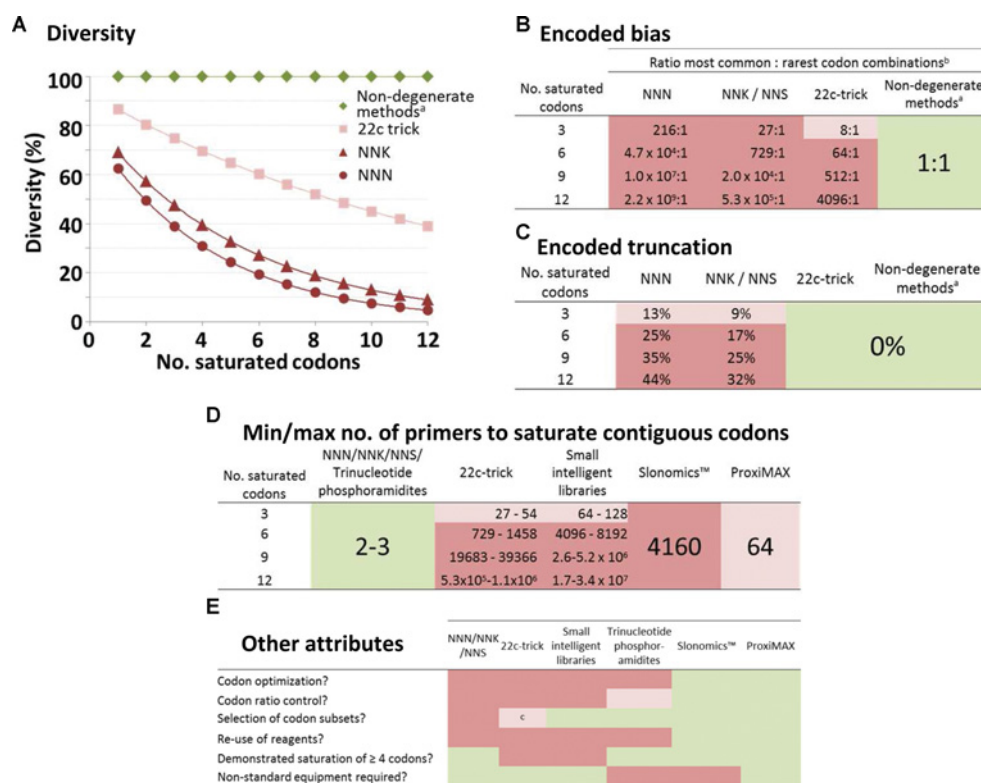 A
Diversity
Diversity (%)
100
80
60
40
20
0
0 2 4 6 8 10 12
No. saturated codons
Non-degenerate
methodsª
22c trick
NNK
NNN
B Encoded bias
Ratio most common : rarest codon combinationsᵇ
No. saturated codons NNN NNK / NNS 22c-trick Non-degenerate methodsª
3 216:1 27:1 8:1
6 4.7 x 10⁴:1 729:1 64:1
9 1.0 x 10⁷:1 2.0 x 10⁴:1 512:1
12 2.2 x 10⁹:1 5.3 x 10⁵:1 4096:1
1:1
C Encoded truncation
No. saturated codons NNN NNK / NNS 22c-trick Non-degenerate methodsª
3 13% 9%
6 25% 17%
9 35% 25%
12 44% 32%
0%
D
Min/max no. of primers to saturate contiguous codons
No. saturated codons NNN/NNK/NNS/ Trinucleotide phosphoramidites 22c-trick Small intelligent libraries Slonomics™ ProxiMAX
3 27 - 54 64 - 128
6 729 - 1458 4096 - 8192
9 19683 - 39366 2.6-5.2 x 10⁶
12 5.3x10⁵-1.1x10⁶ 1.7-3.4 x 10⁷
2-3 4160 64
E
Other attributes
NNN/NNK /NNS 22c-trick Small intelligent libraries Trinucleotide phosphor-amidites Slonomics™ ProxiMAX
Codon optimization?
Codon ratio control?
Selection of codon subsets? c
Re-use of reagents?
Demonstrated saturation of ≥ 4 codons?
Non-standard equipment required?